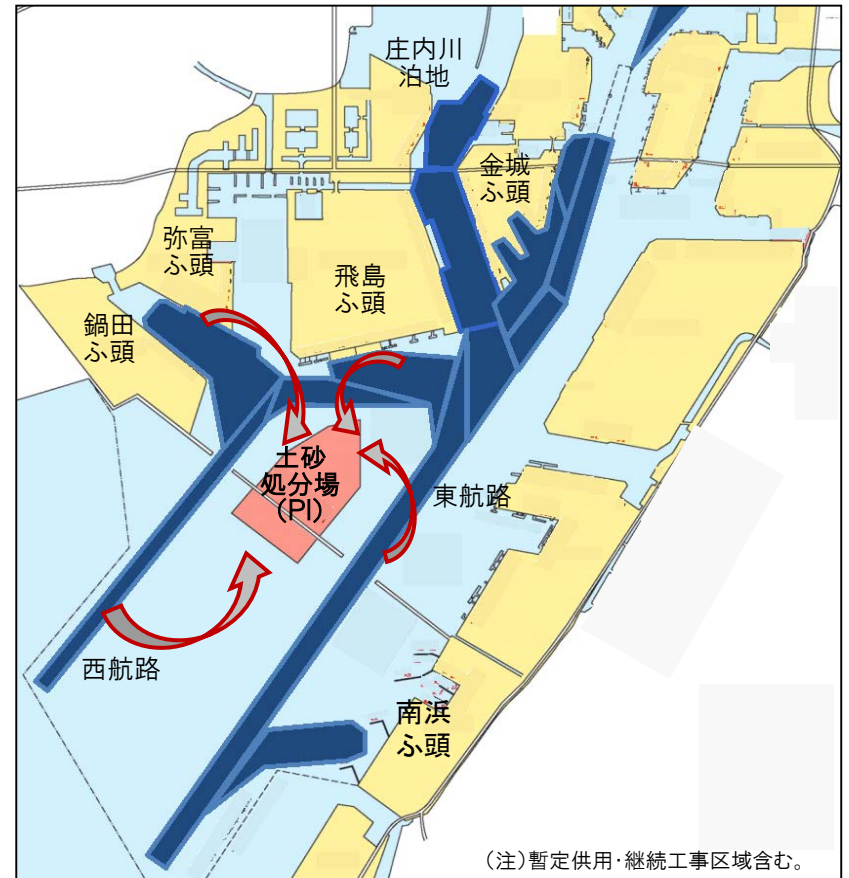 庄内川
泊地
金城
ふ頭
弥富
ふ頭
飛島
ふ頭
鍋田
ふ頭
土砂
処分場
(PI)
東航路
西航路
南浜
ふ頭
(注)暫定供用・継続工事区域含む。